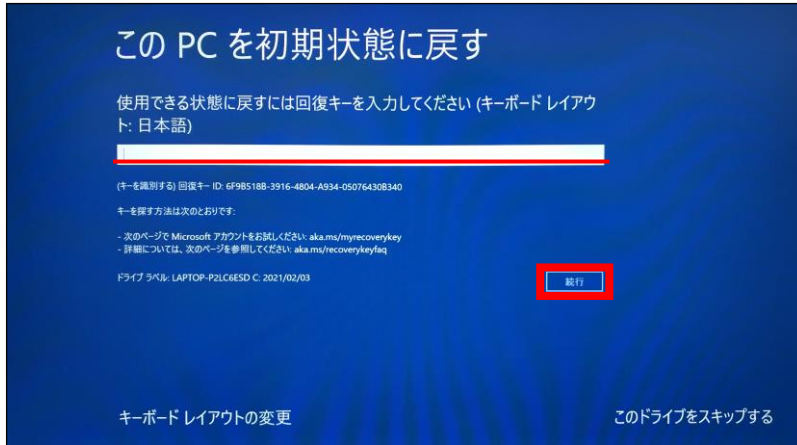 この PC を初期状態に戻す
使用できる状態に戻すには回復キーを入力してください (キーボード レイアウ
ト: 日本語)
(キーを識別する) 回復キー ID: 6F9B518B-3916-4804-A934-05076430B340
キーを探す方法は次のとおりです:
- 次のページで Microsoft アカウントをお試しください: aka.ms/myrecoverykey
- 詳細については、次のページを参照してください: aka.ms/recoverykeyfaq
ドライブ ラベル: LAPTOP-P2LC6ESD C: 2021/02/03
続行
キーボード レイアウトの変更
このドライブをスキップする